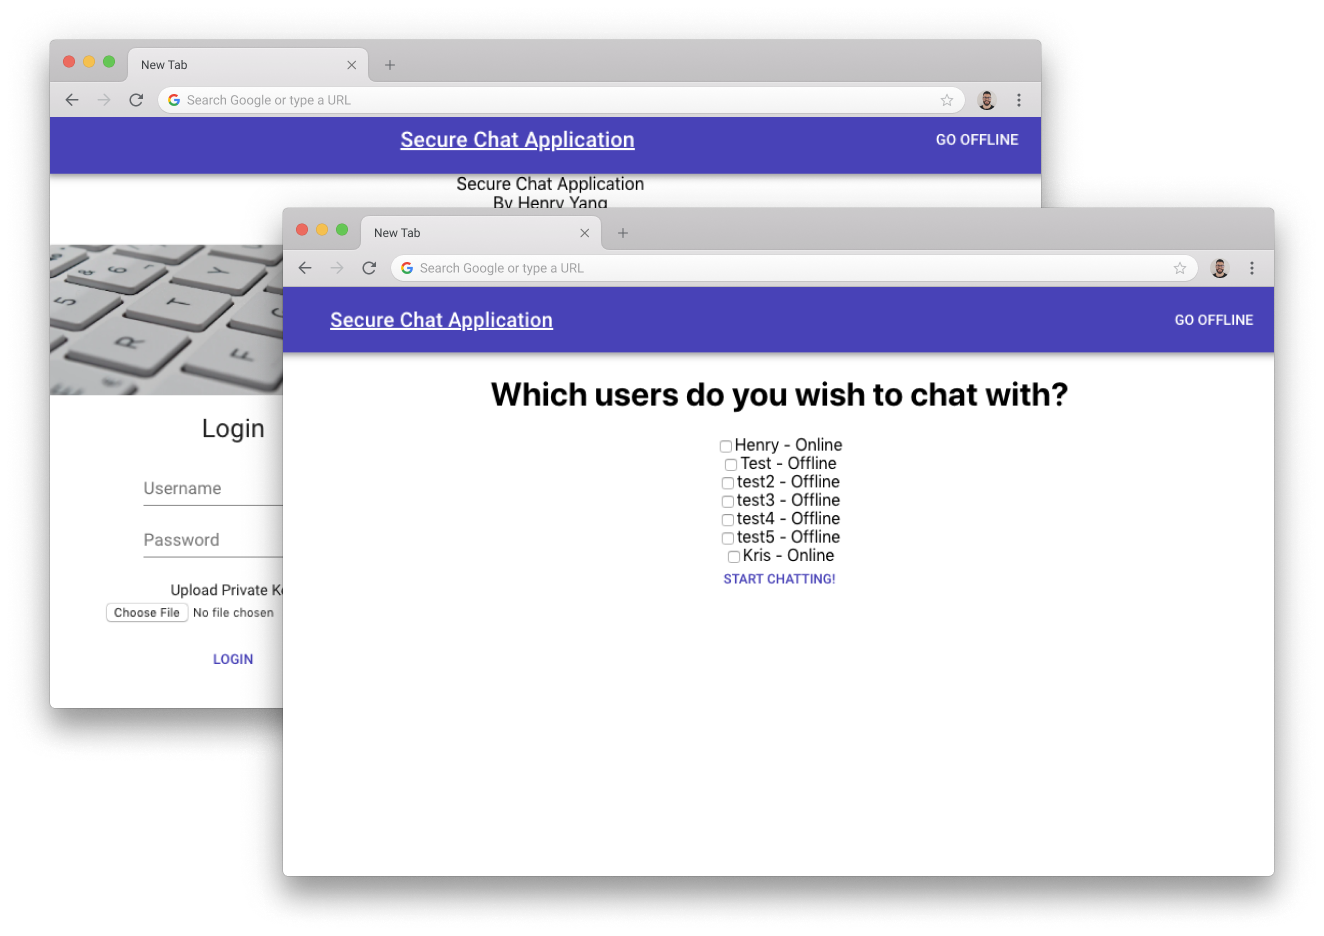 New Tab
Search Google or type a URL
Secure Chat Application
GO OFFLINE
Secure Chat Application
By Henry Yang
8 6
Y
5
R T
F
Login
Username
Password
Upload Private
Choose File No file chosen
LOGIN
New Tab
Search Google or type a URL
Secure Chat Application
GO OFFLINE
Which users do you wish to chat with?
Henry - Online
Test - Offline
test2 - Offline
test3 - Offline
test4 - Offline
test5 - Offline
Kris - Online
START CHATTING!